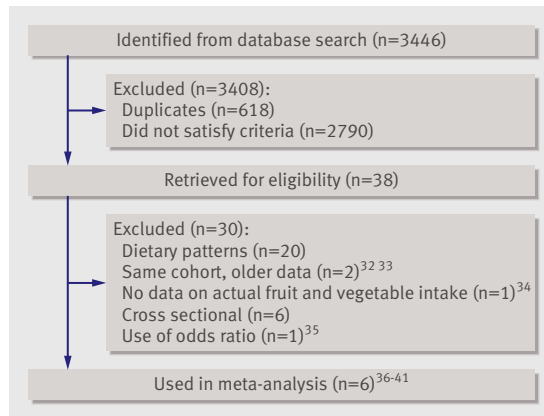 Identified from database search (n=3446)
Excluded (n=3408):
Duplicates (n=618)
Did not satisfy criteria (n=2790)
Retrieved for eligibility (n=38)
Excluded (n=30):
Dietary patterns (n=20)
Same cohort, older data (n=2)32 33
No data on actual fruit and vegetable intake (n=1)34
Cross sectional (n=6)
Use of odds ratio (n=1)35
Used in meta-analysis (n=6)36-41